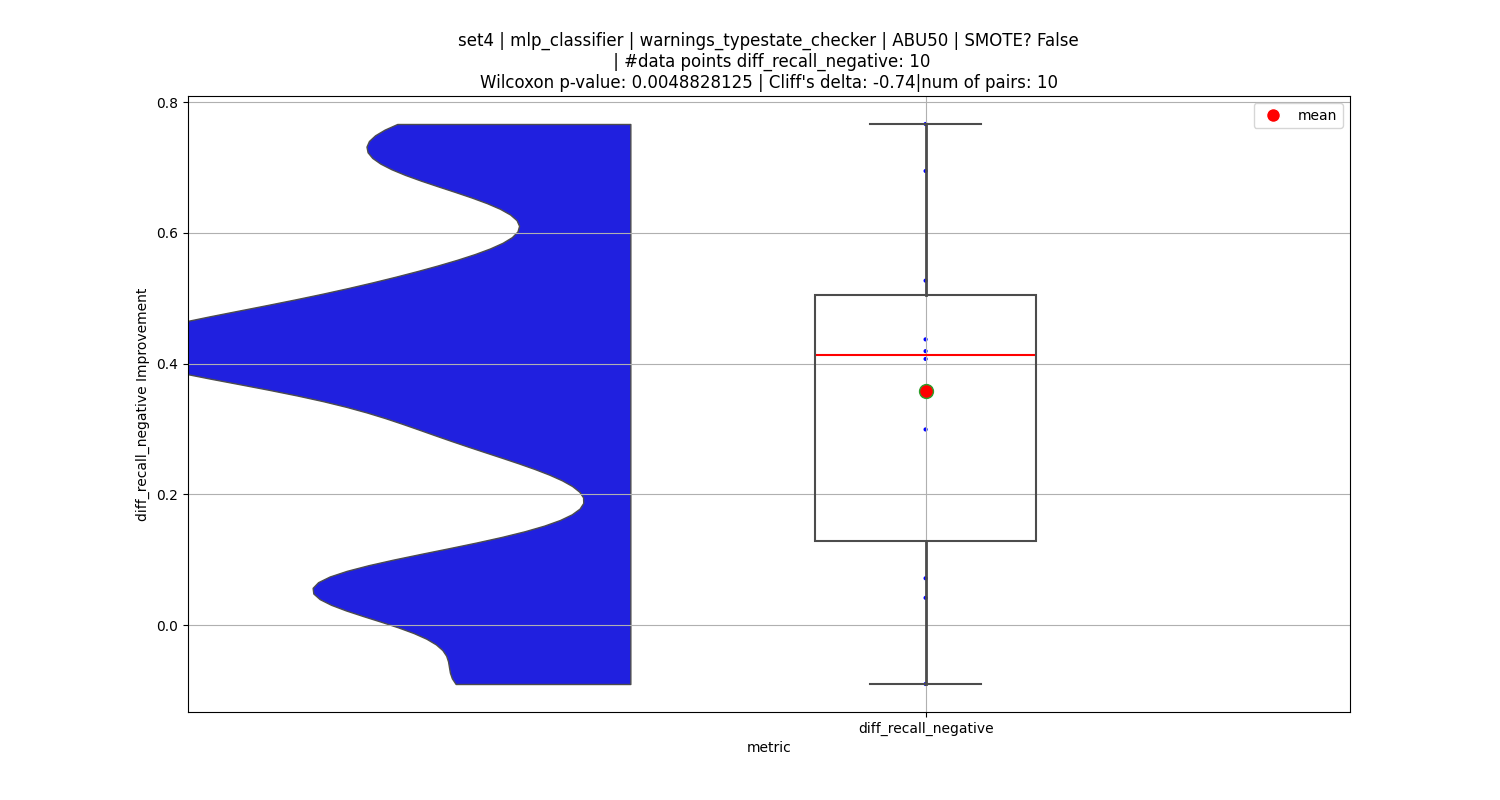 set4 | mlp_classifier | warnings_typestate_checker | ABU50 | SMOTE? False
| #data points diff_recall_negative: 10
Wilcoxon p-value: 0.0048828125 | Cliff's delta: -0.74|num of pairs: 10
mean
0.8
0.6
0.4
0.2
0.0
diff_recall_negative Improvement
diff_recall_negative
metric